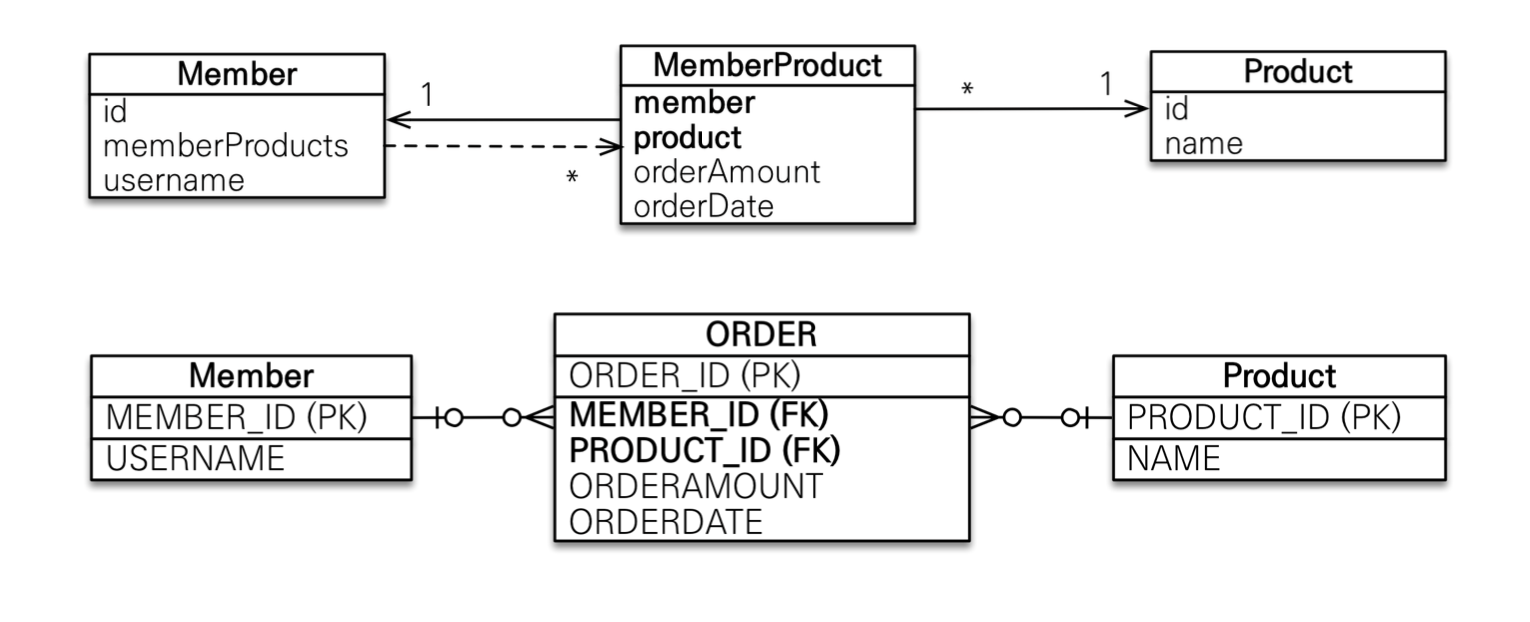 Member
id
memberProducts
username
1
*
MemberProduct
member
product
orderAmount
orderDate
*
1
Product
id
name
Member
MEMBER_ID (PK)
USERNAME
ORDER
ORDER_ID (PK)
MEMBER_ID (FK)
PRODUCT_ID (FK)
ORDERAMOUNT
ORDERDATE
Product
PRODUCT_ID (PK)
NAME